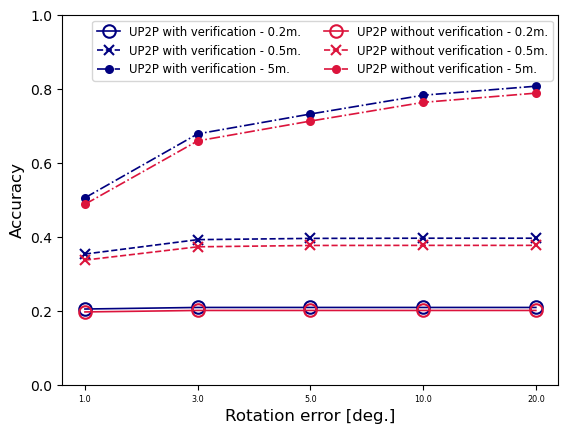 UP2P with verification - 0.2m.
UP2P with verification - 0.5m.
UP2P with verification - 5m.
UP2P without verification - 0.2m.
UP2P without verification - 0.5m.
UP2P without verification - 5m.
Accuracy
1.0
0.8
0.6
0.4
0.2
0.0
1.0 3.0 5.0 10.0 20.0
Rotation error [deg.]